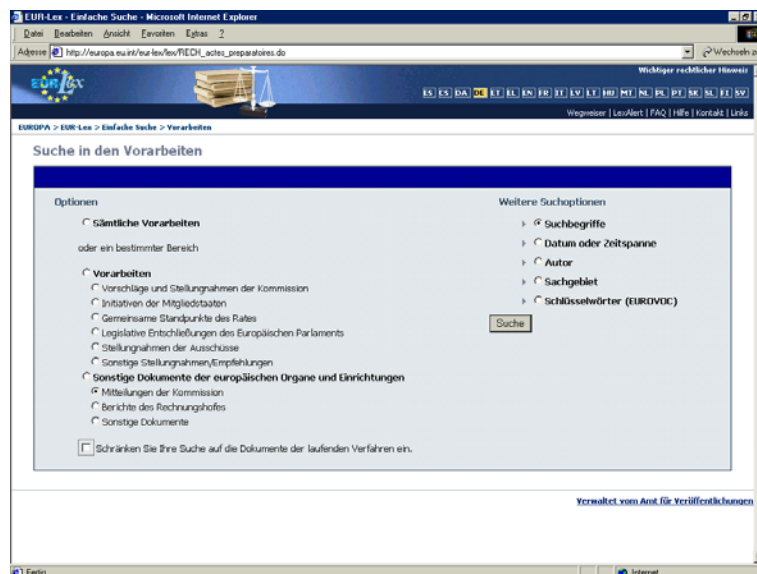 EUR-Lex - Einfache Suche - Microsoft Internet Explorer
Datei Bearbeiten Ansicht Favoriten Extras ?
Adresse http://europa.eu.int/eur-lex/lex/RECH_actes_preparatoires.do Wechseln z
Wichtiger rechtlicher Hinweis
EUR lex
ES CS DA DE ET EL EN FR IT LV LT HU MT NL PL PT SK SL FI SV
Wegweiser | LexAlert | FAQ | Hilfe | Kontakt | Links
EUROPA > EUR-Lex > Einfache Suche > Vorarbeiten
Suche in den Vorarbeiten
Optionen
Sämtliche Vorarbeiten
oder ein bestimmter Bereich
Vorarbeiten
Vorschläge und Stellungnahmen der Kommission
Initiativen der Mitgliedstaaten
Gemeinsame Standpunkte des Rates
Legislative Entschließungen des Europäischen Parlaments
Stellungnahmen der Ausschüsse
Sonstige Stellungnahmen/Empfehlungen
Sonstige Dokumente der europäischen Organe und Einrichtungen
Mitteilungen der Kommission
Berichte des Rechnungshofes
Sonstige Dokumente
Schränken Sie Ihre Suche auf die Dokumente der laufenden Verfahren ein.
Weitere Suchoptionen
Suchbegriffe
Datum oder Zeitspanne
Autor
Sachgebiet
Schlüsselwörter (EUROVOC)
Suche
Verwaltet vom Amt für Veröffentlichungen
Fertig Internet